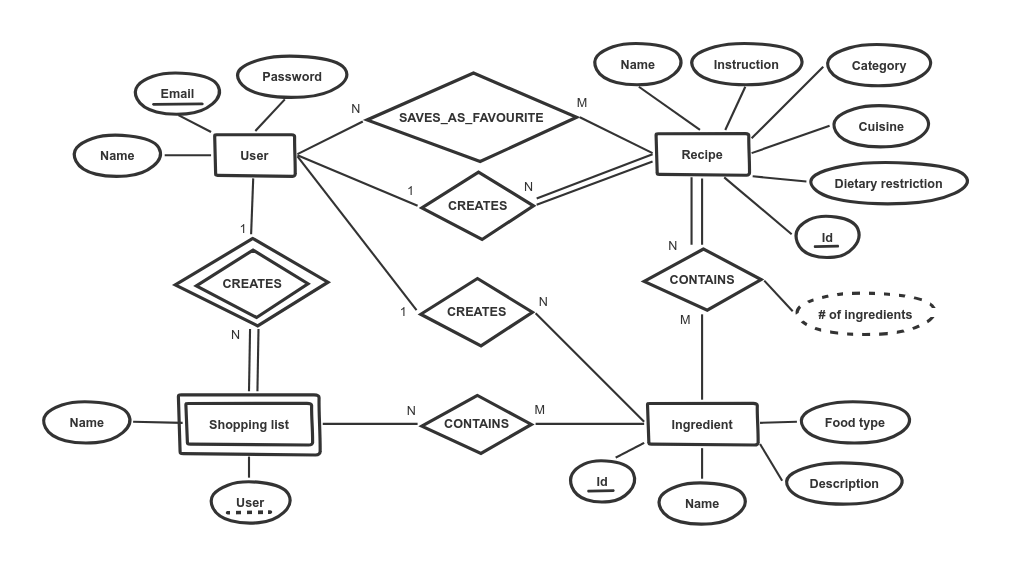 Email
Password
Name
User
N
SAVES_AS_FAVOURITE
M
Name
Instruction
Category
Cuisine
Recipe
Dietary restriction
Id
1
CREATES
N
1
CREATES
N
1
CREATES
N
N
CONTAINS
M
# of ingredients
Name
Shopping list
User
N
CONTAINS
M
Ingredient
Food type
Description
Id
Name